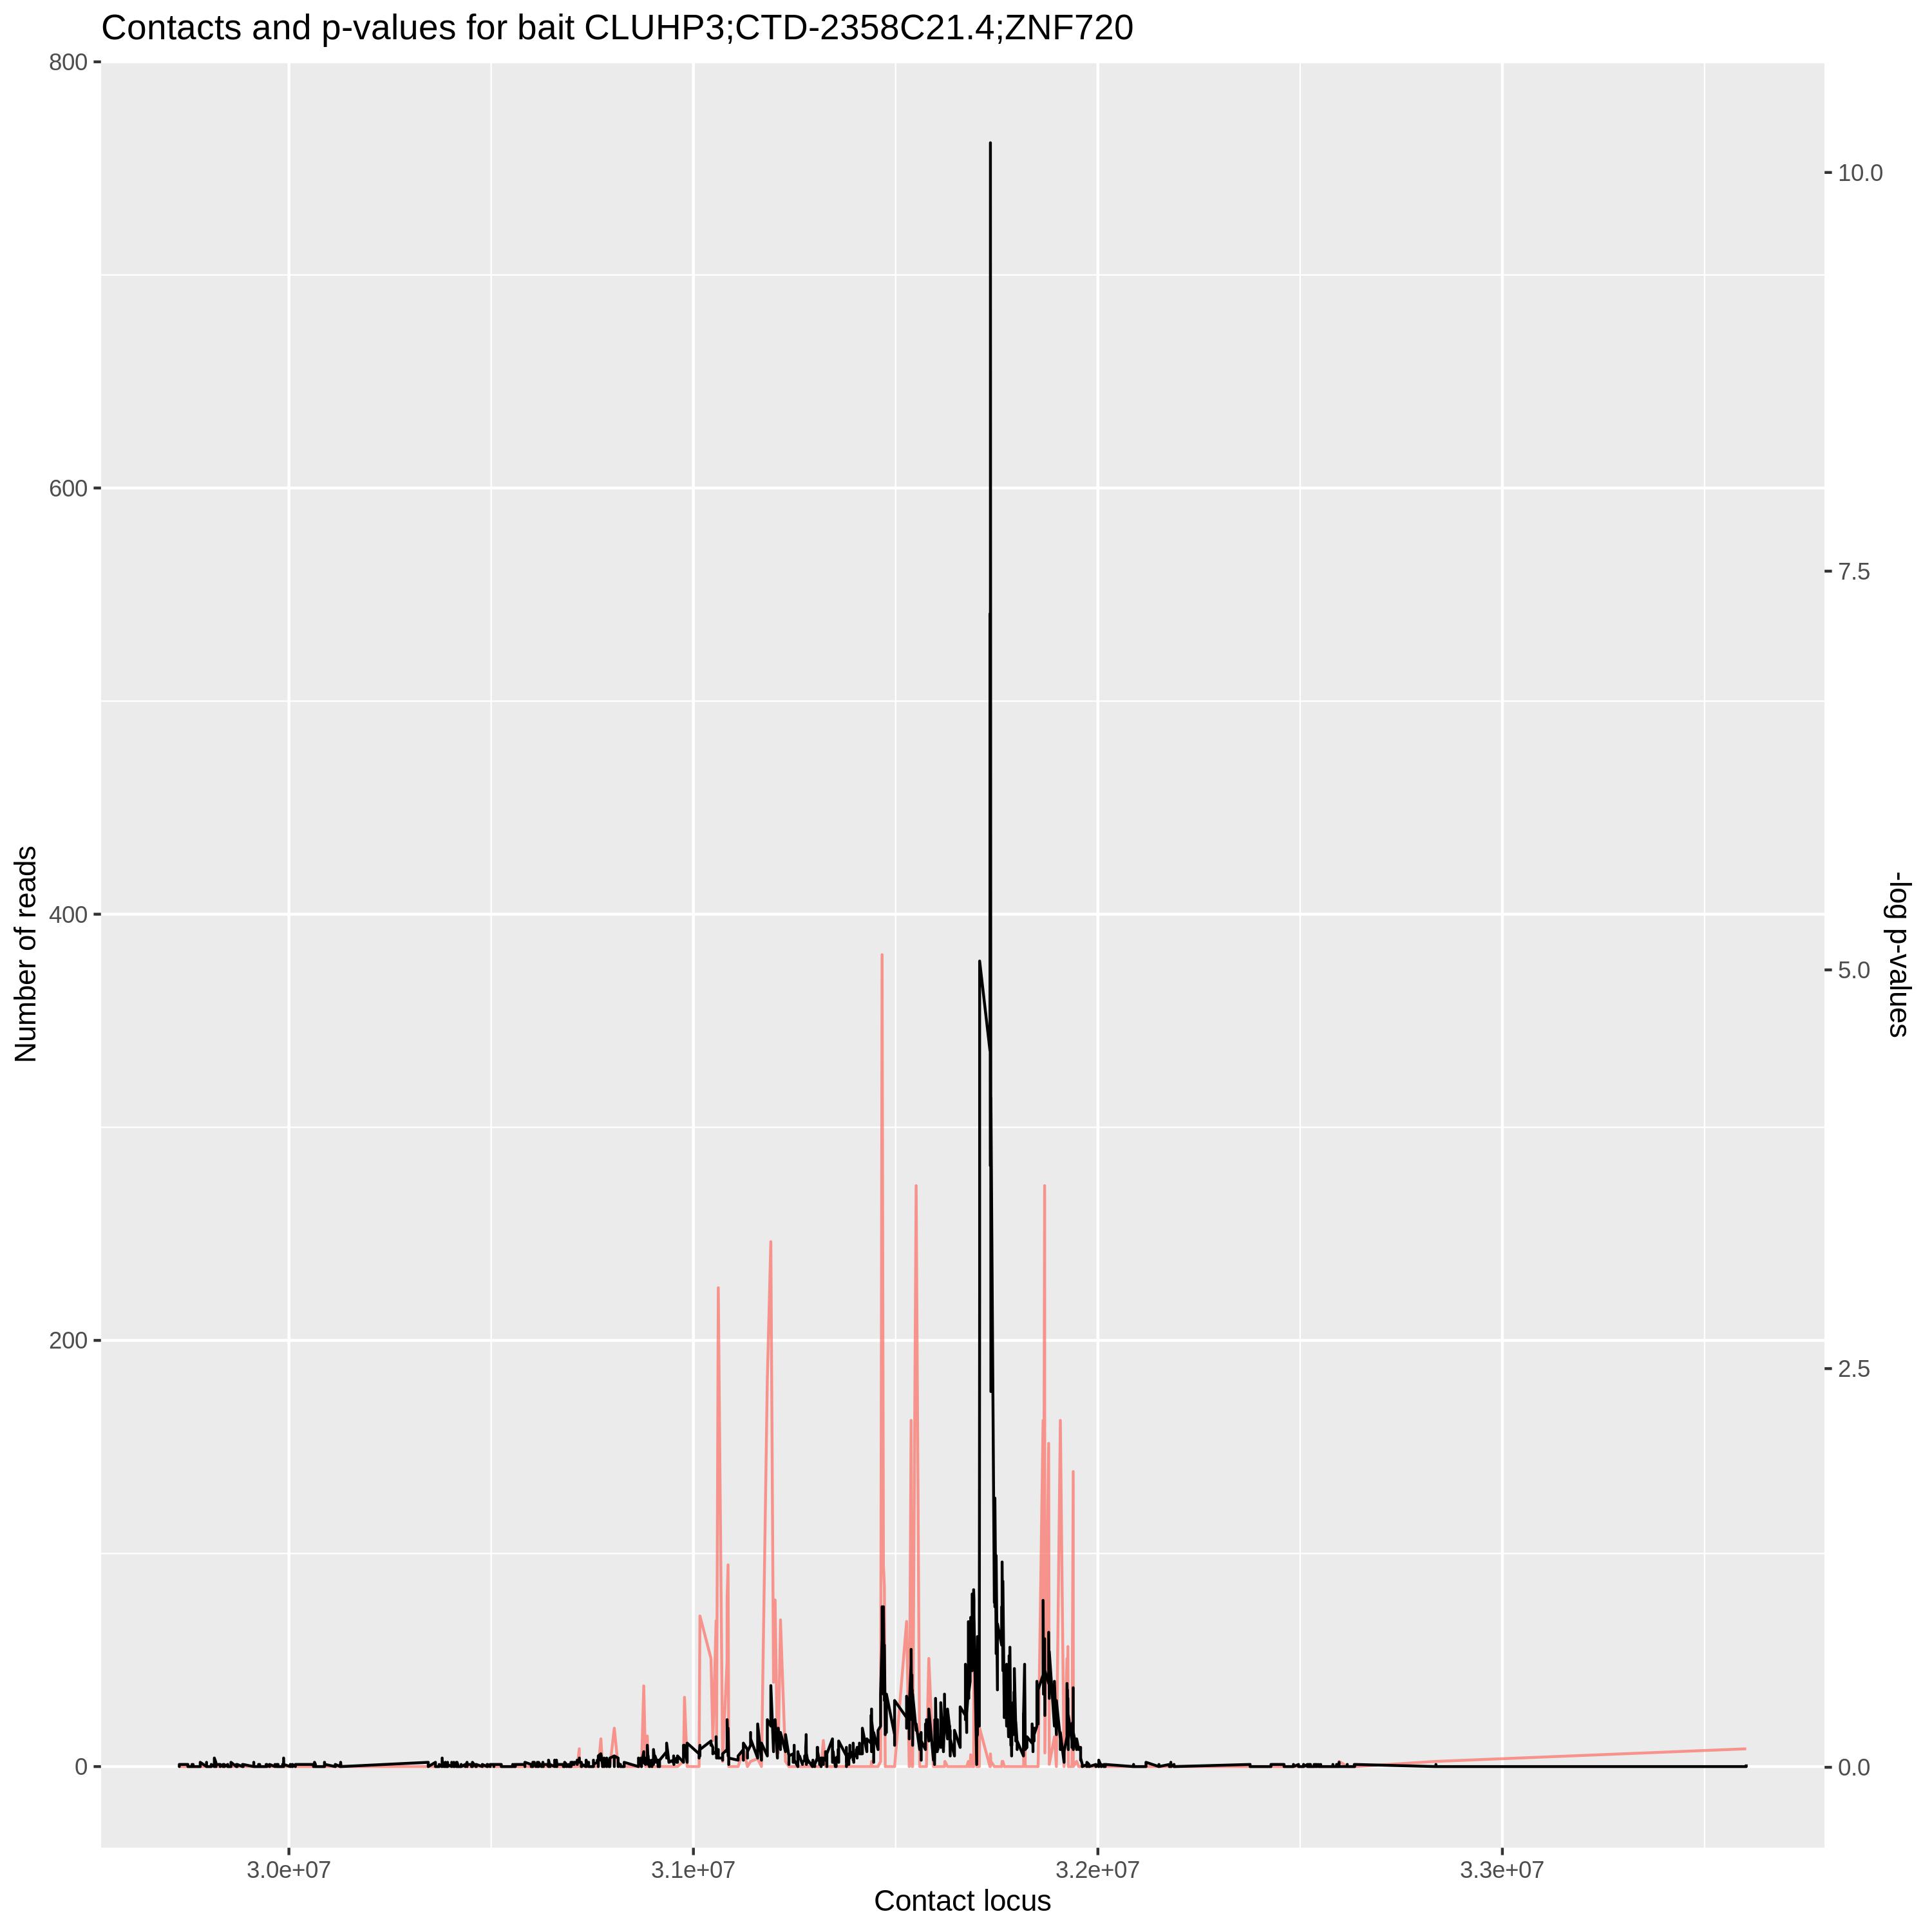 Contacts and p-values for bait CLUHP3;CTD-2358C21.4;ZNF720
800
600
400
200
0
Number of reads
10.0
7.5
5.0
2.5
0.0
-log p-values
3.0e+07
3.1e+07
3.2e+07
3.3e+07
Contact locus